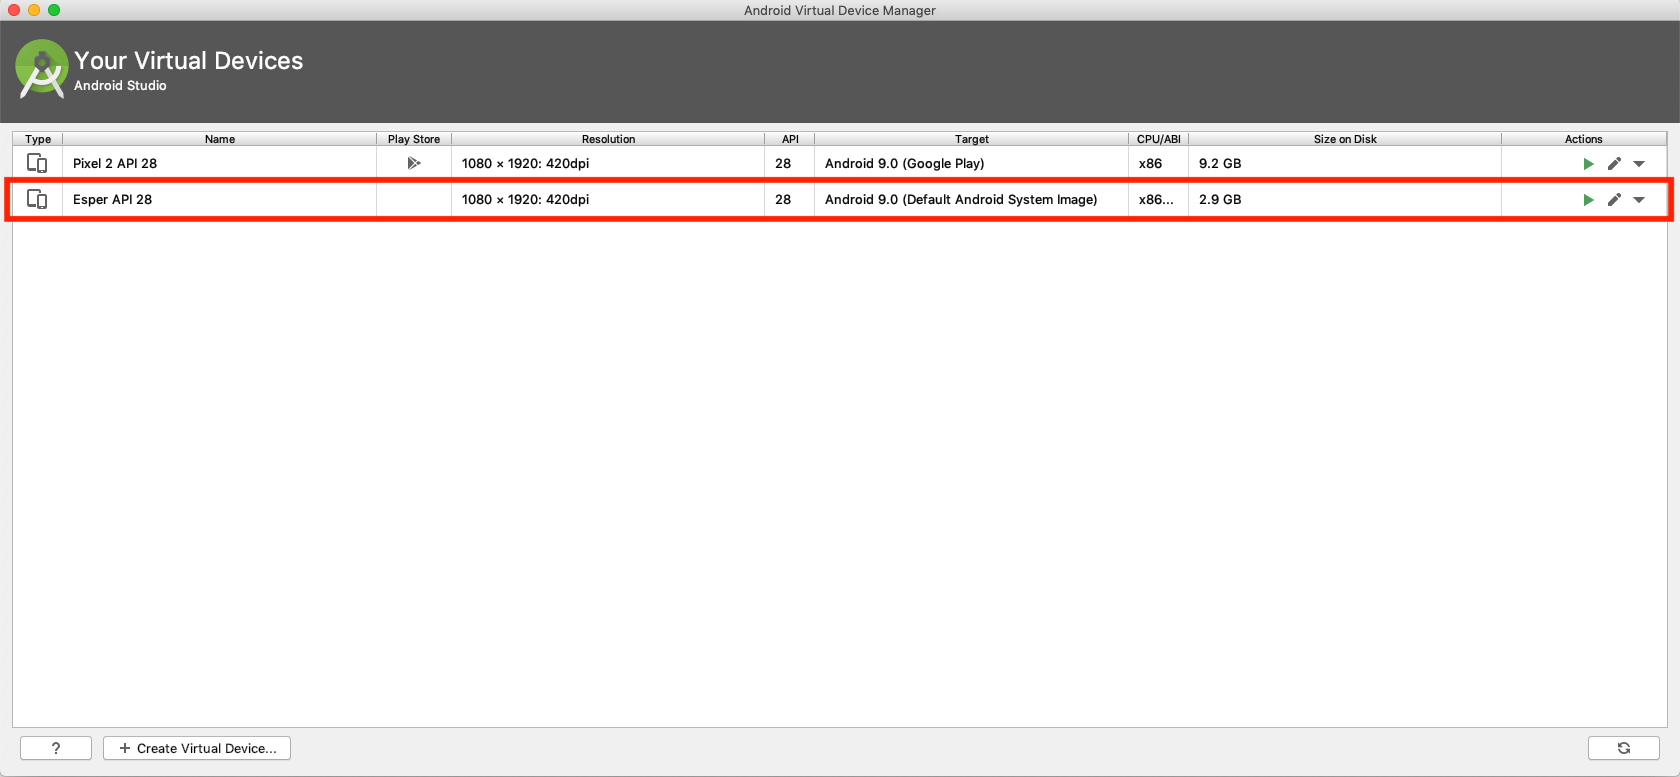 Android Virtual Device Manager
Your Virtual Devices
Android Studio
Type Name Play Store Resolution API Target CPU/ABI Size on Disk Actions
Pixel 2 API 28 1080 × 1920: 420dpi 28 Android 9.0 (Google Play) x86 9.2 GB
Esper API 28 1080 × 1920: 420dpi 28 Android 9.0 (Default Android System Image) x86... 2.9 GB
? + Create Virtual Device...